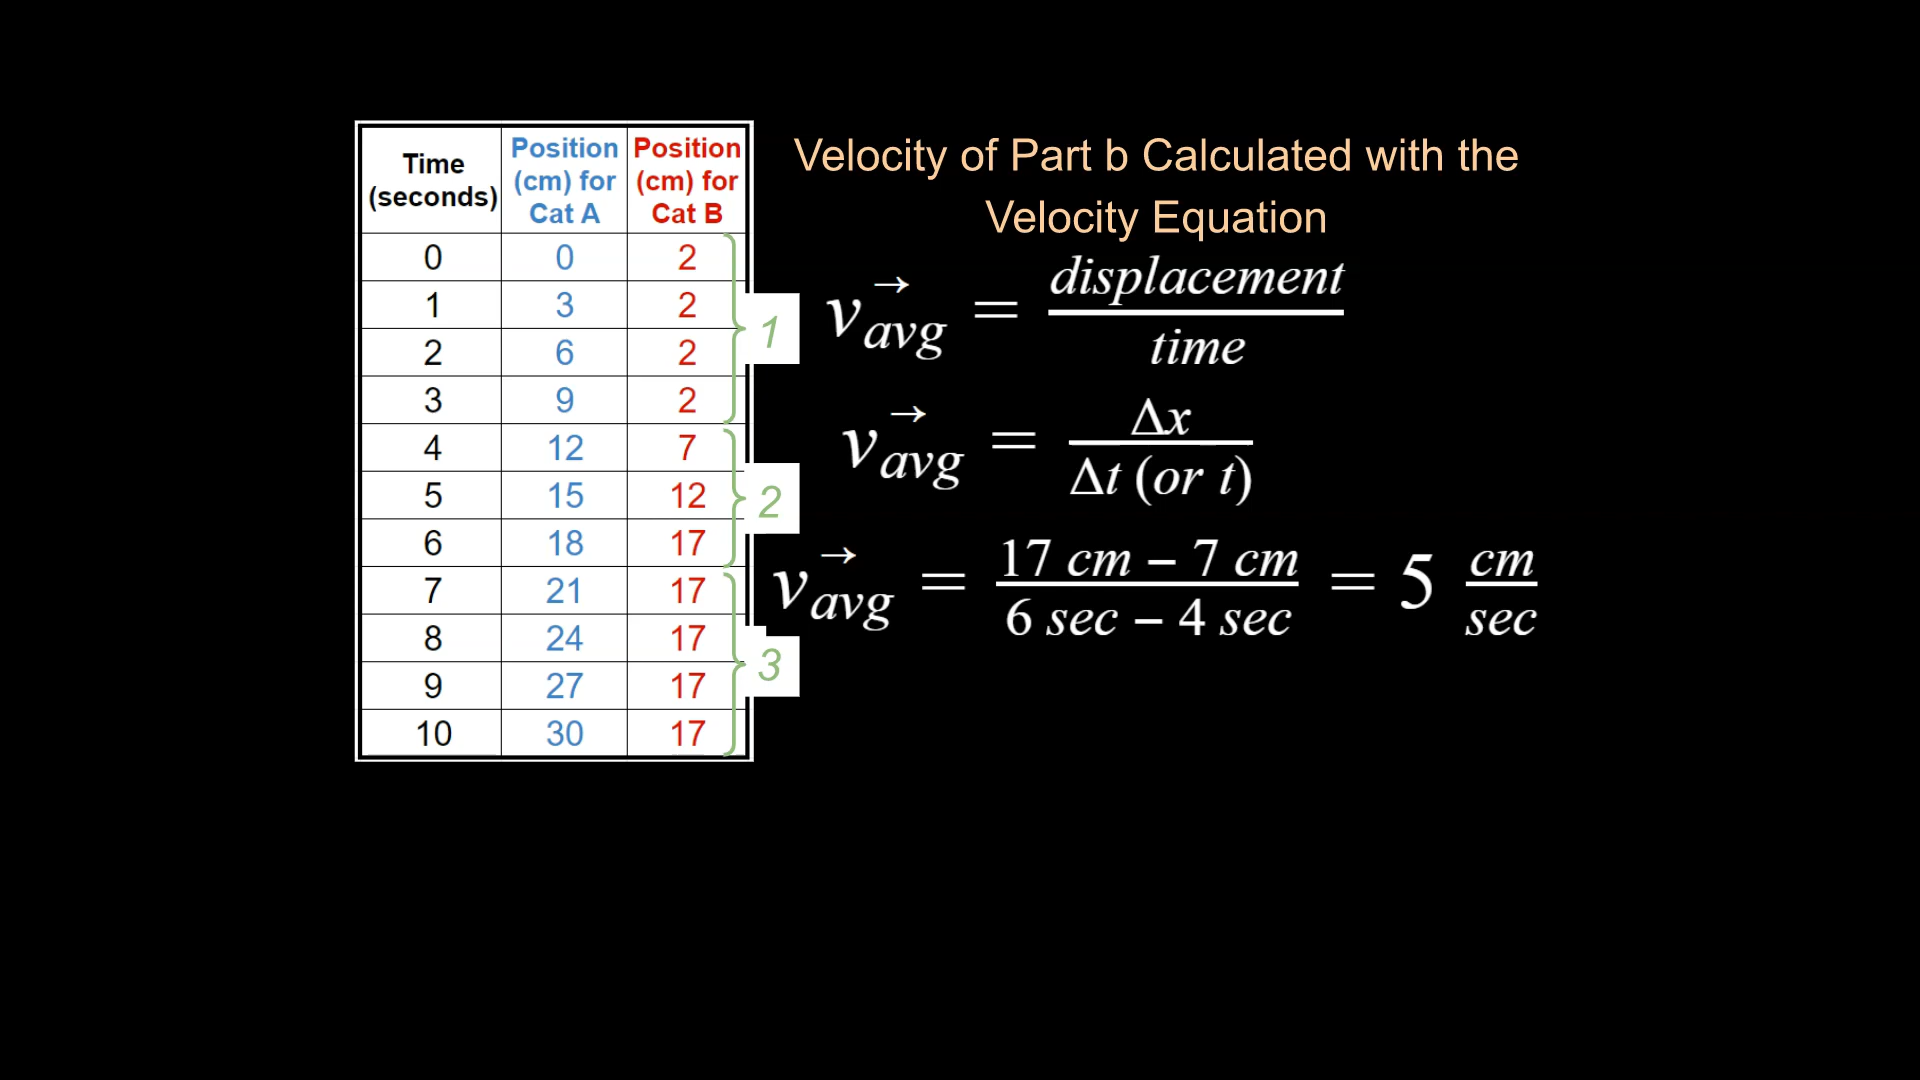 Time (seconds) Position (cm) for Cat A Position (cm) for Cat B
0 0 2
1 3 2
2 6 2
3 9 2
4 12 7
5 15 12
6 18 17
7 21 17
8 24 17
9 27 17
10 30 17
1
2
3
Velocity of Part b Calculated with the
Velocity Equation
v⃗avg = displacement / time
v⃗avg = Δx / Δt (or t)
v⃗avg = 17 cm – 7 cm / 6 sec – 4 sec = 5 cm / sec